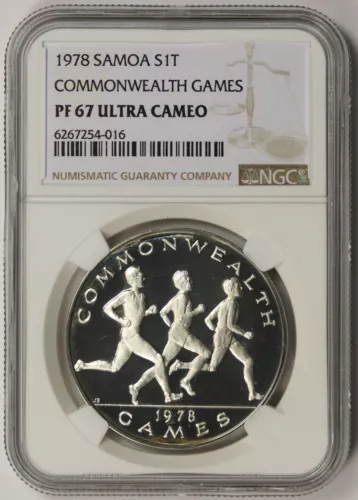 1978 SAMOA S1T
COMMONWEALTH GAMES
PF 67 ULTRA CAMEO
6267254-016
NUMISMATIC GUARANTY COMPANY
NGC
COMMONWEALTH
1978
GAMES